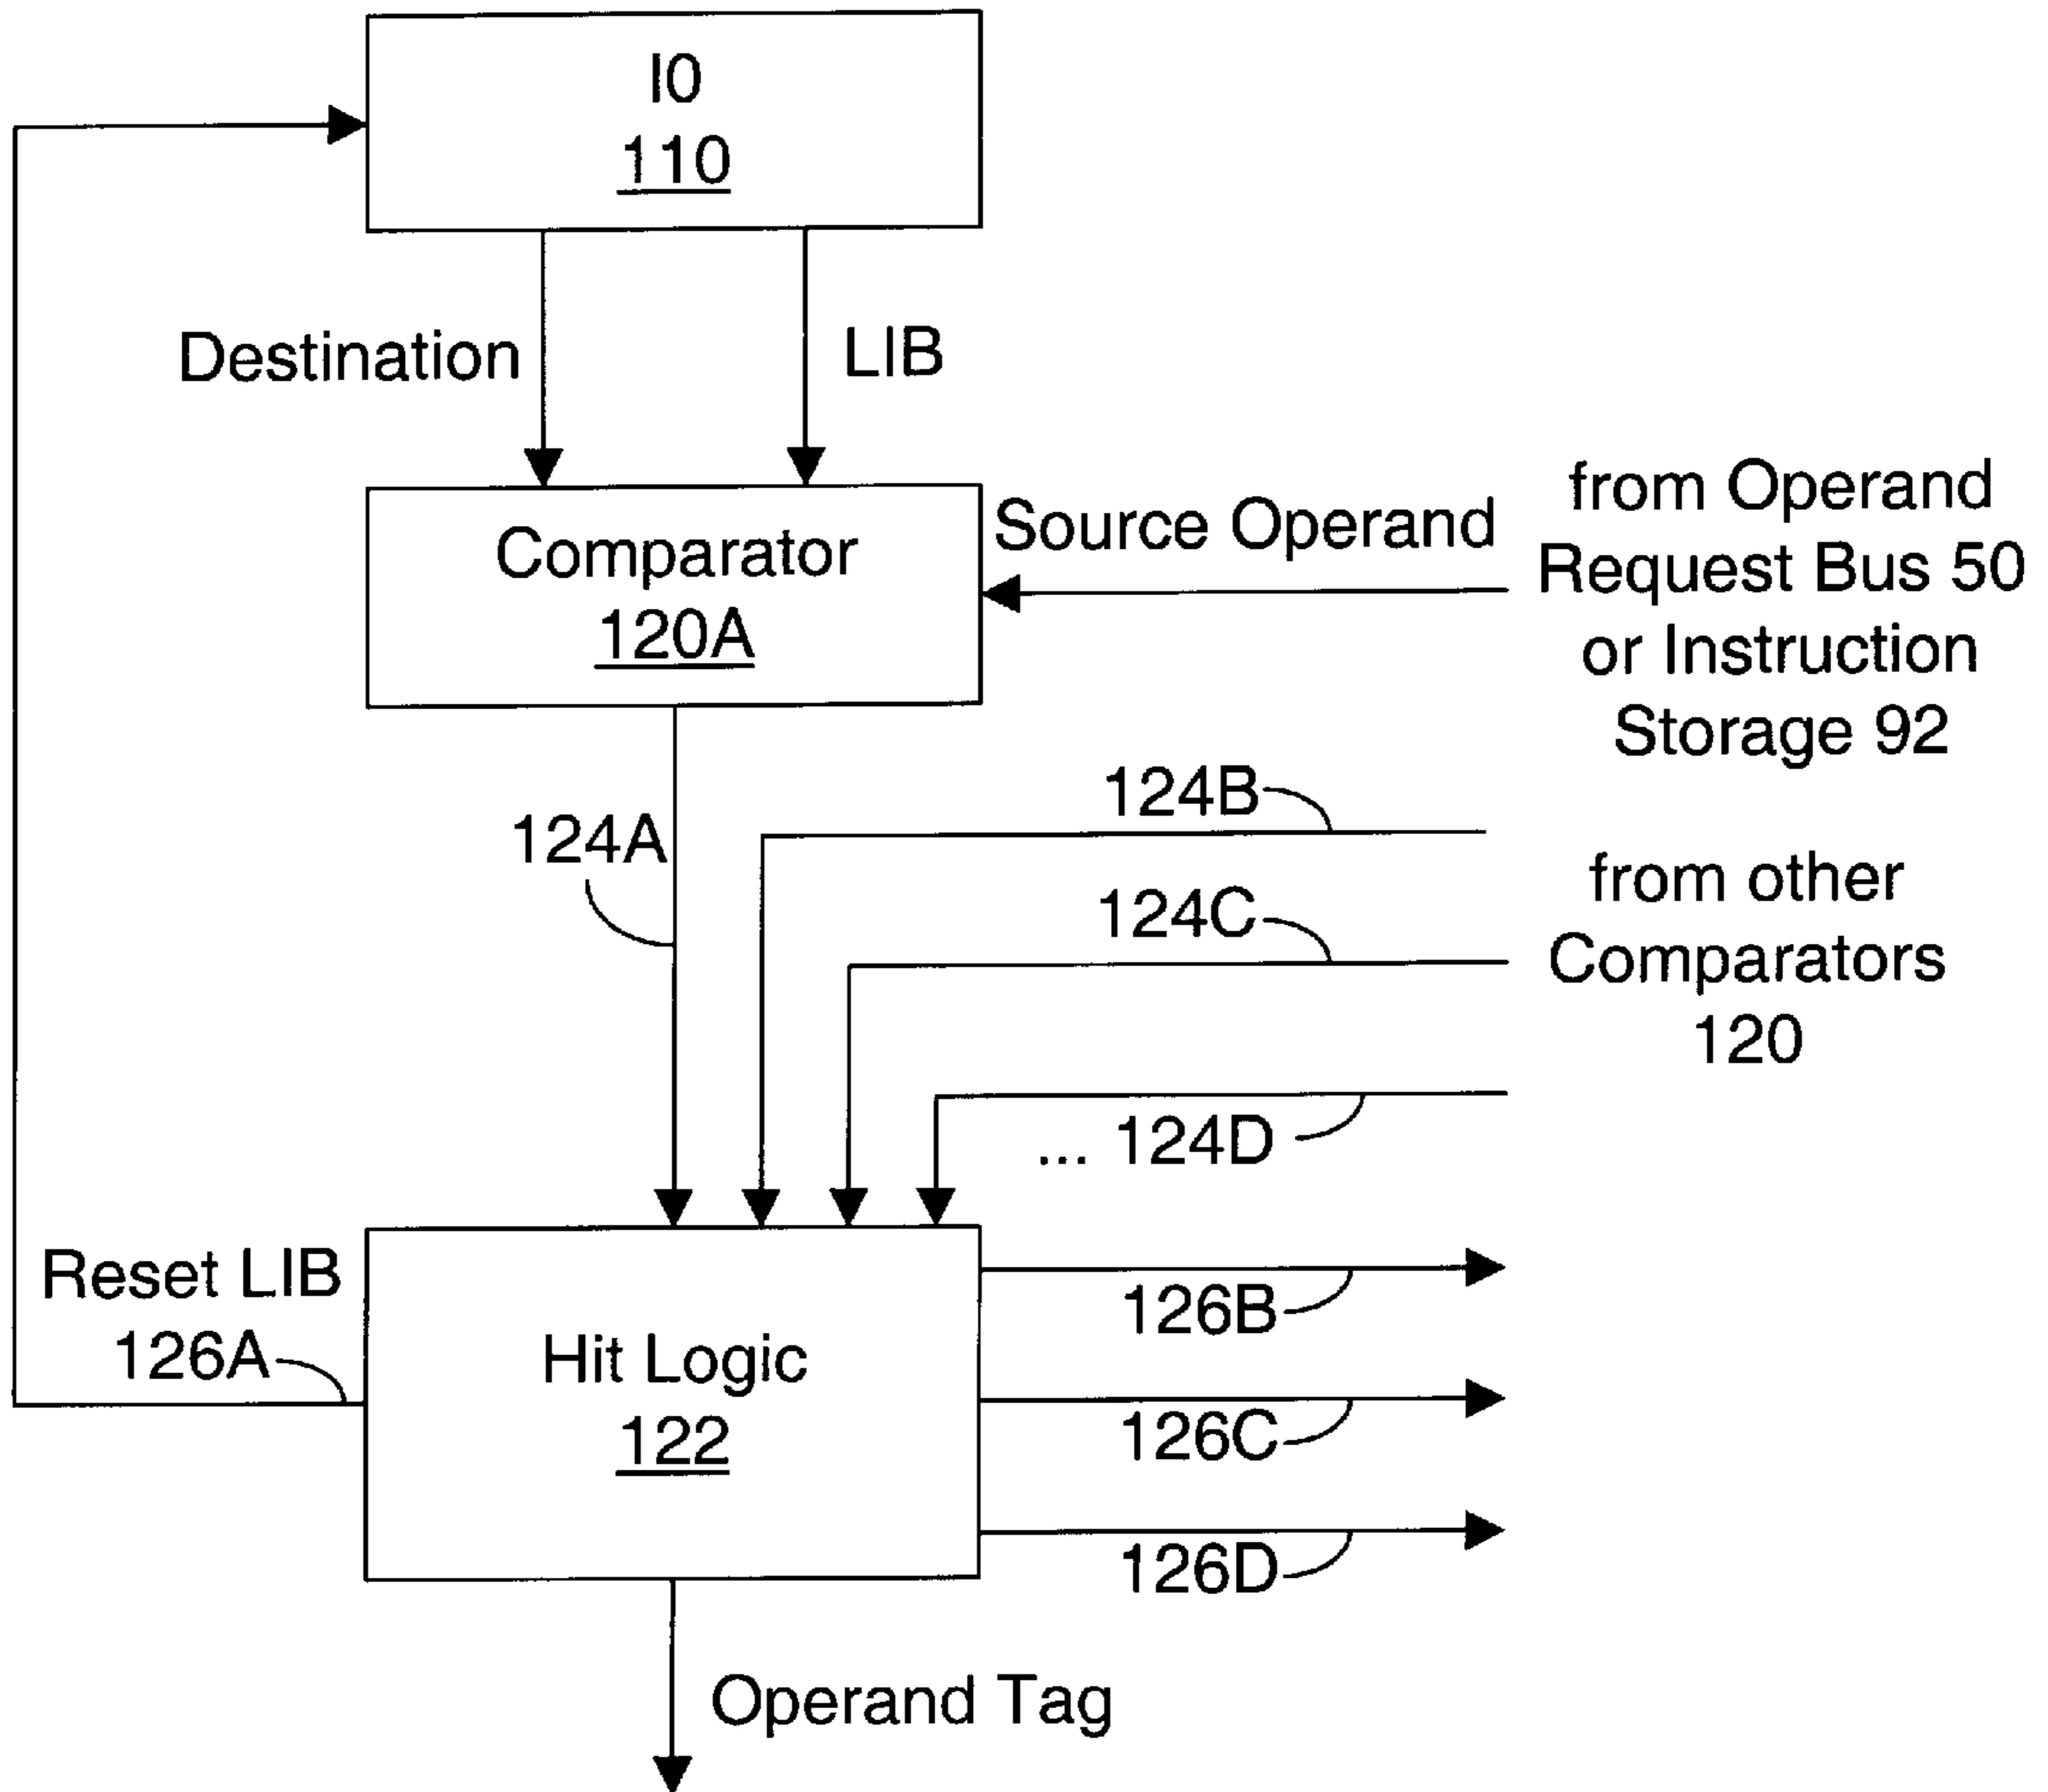 I0
110
Destination
LIB
Comparator
120A
Source Operand
from Operand
Request Bus 50
or Instruction
Storage 92
124A
124B
124C
... 124D
from other
Comparators
120
Reset LIB
126A
Hit Logic
122
126B
126C
126D
Operand Tag